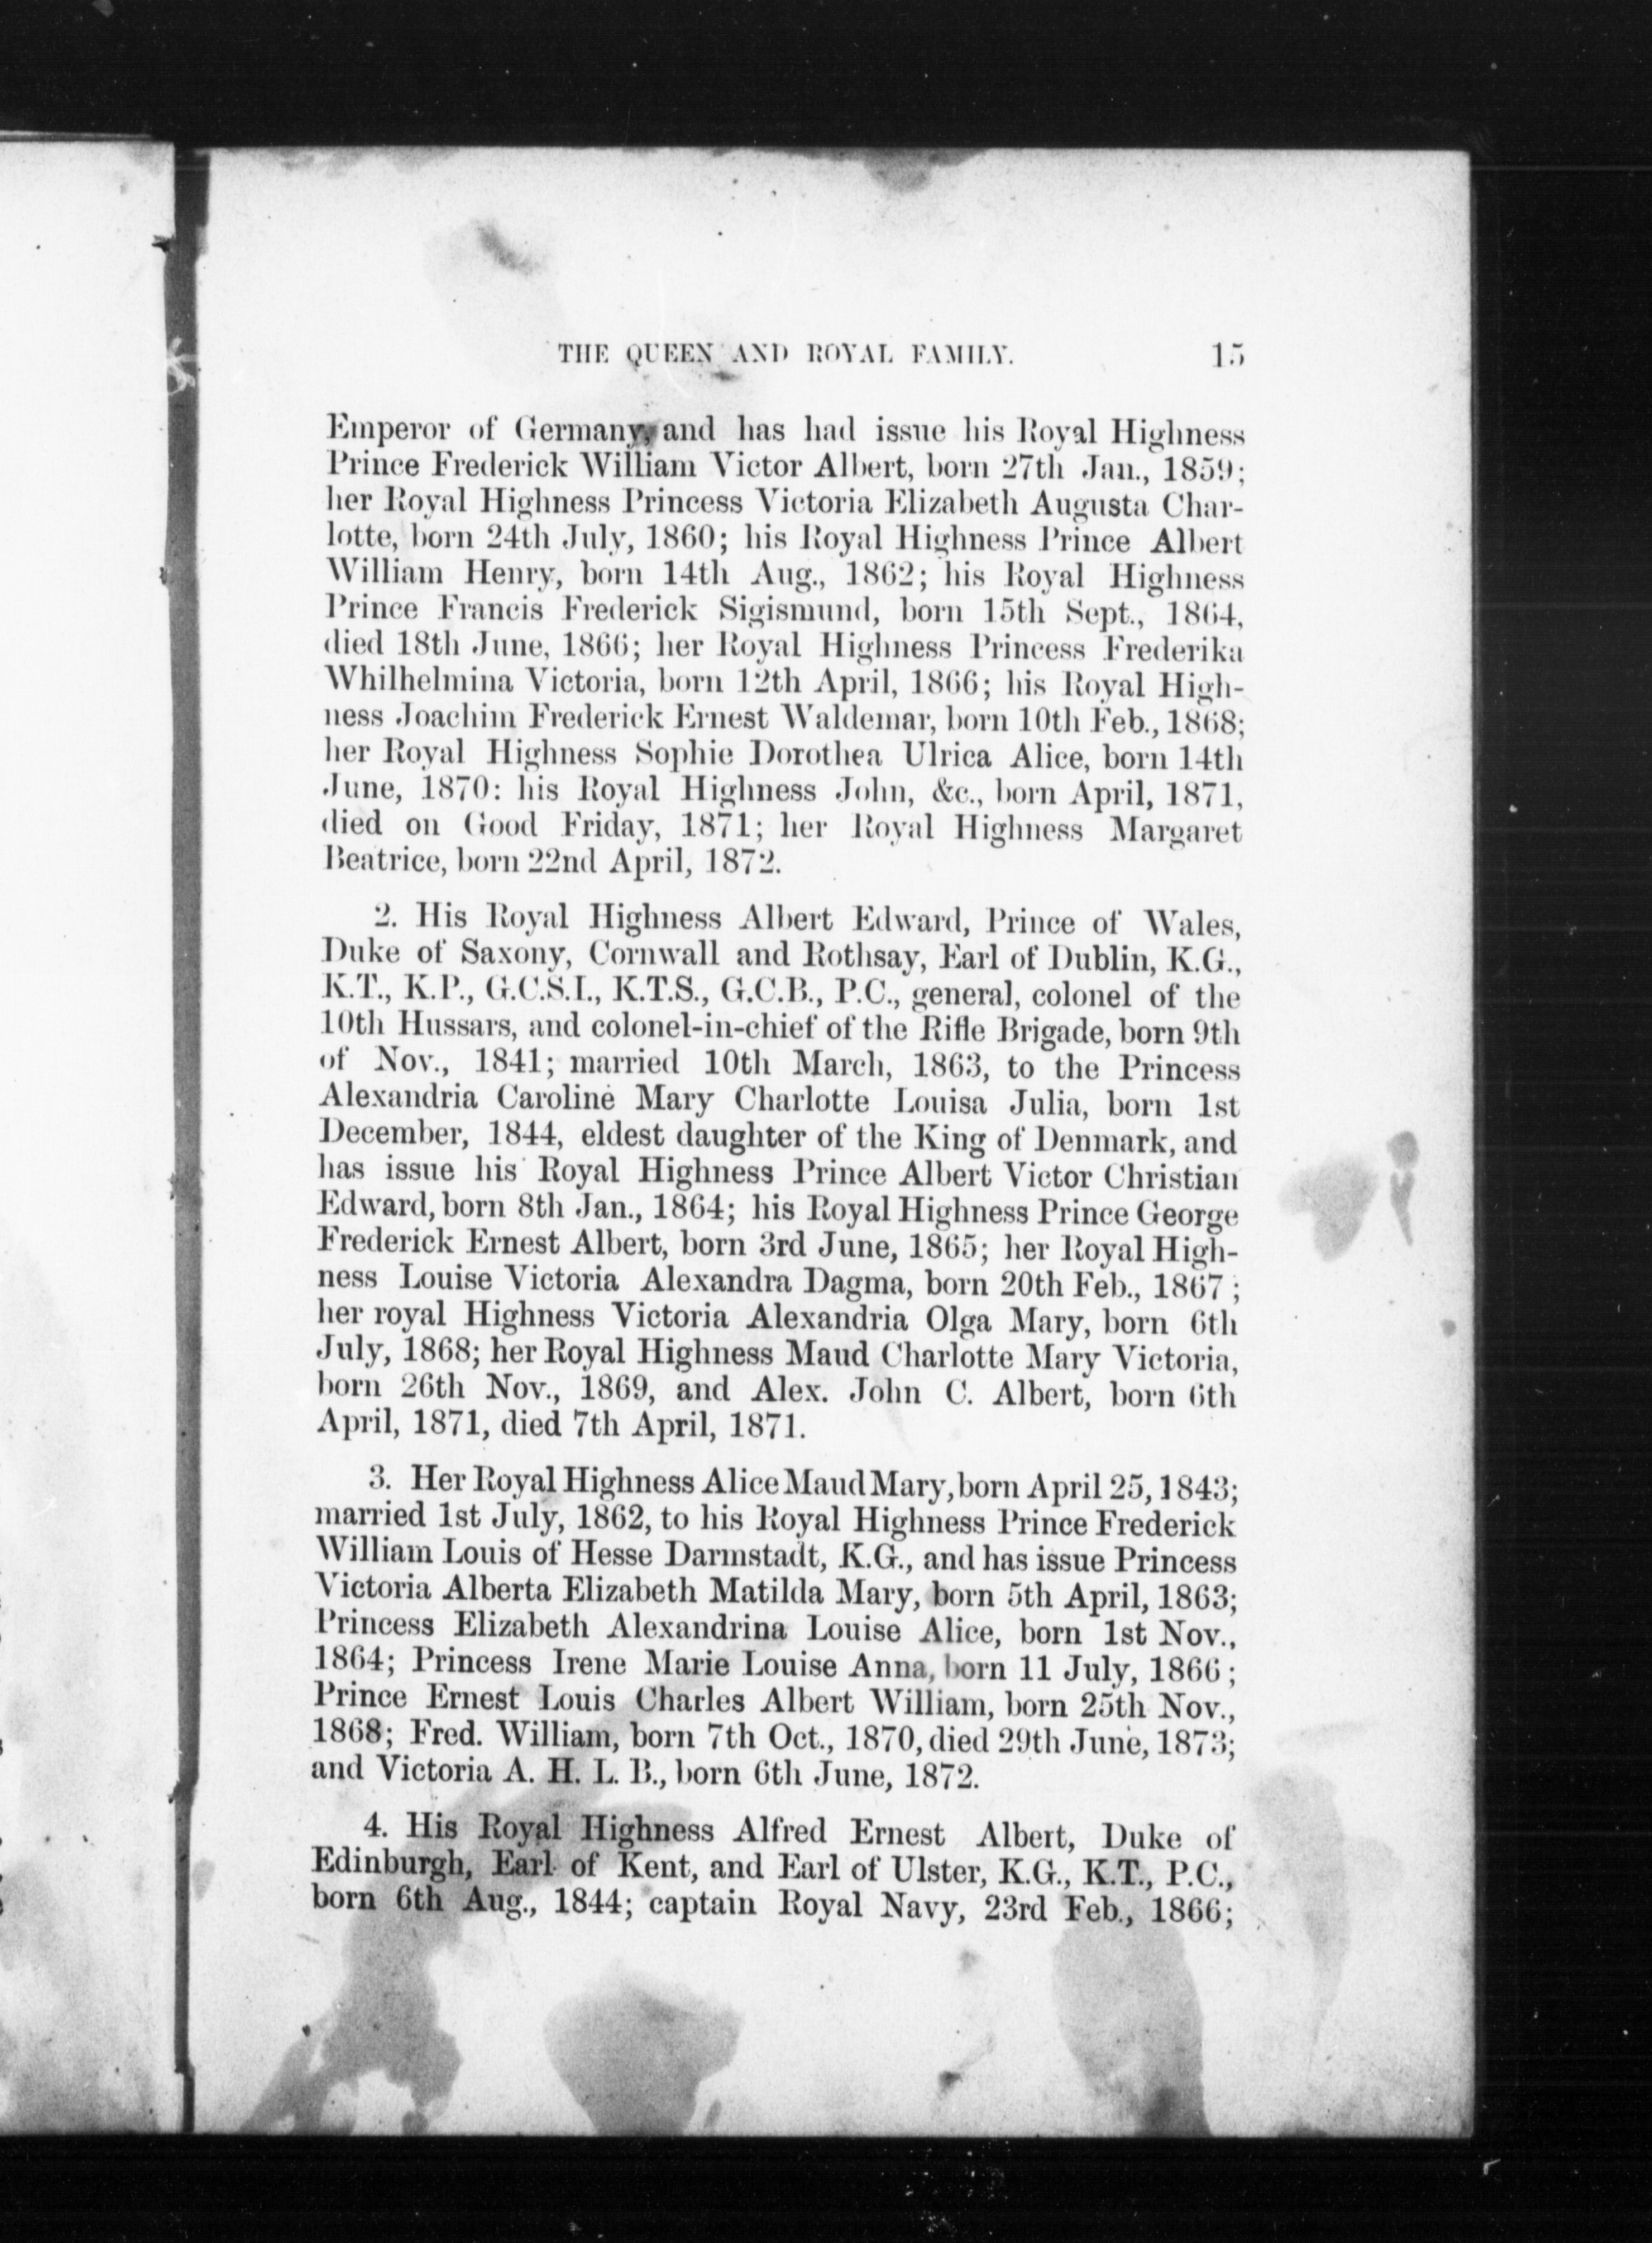 THE QUEEN AND ROYAL FAMILY. 15
Emperor of Germany, and has had issue his Royal Highness
Prince Frederick William Victor Albert, born 27th Jan., 1859;
her Royal Highness Princess Victoria Elizabeth Augusta Char-
lotte, born 24th July, 1860; his Royal Highness Prince Albert
William Henry, born 14th Aug., 1862; his Royal Highness
Prince Francis Frederick Sigismund, born 15th Sept., 1864,
died 18th June, 1866; her Royal Highness Princess Frederika
Whilhelmina Victoria, born 12th April, 1866; his Royal High-
ness Joachim Frederick Ernest Waldemar, born 10th Feb., 1868;
her Royal Highness Sophie Dorothea Ulrica Alice, born 14th
June, 1870: his Royal Highness John, &c., born April, 1871,
died on Good Friday, 1871; her Royal Highness Margaret
Beatrice, born 22nd April, 1872.
2. His Royal Highness Albert Edward, Prince of Wales,
Duke of Saxony, Cornwall and Rothsay, Earl of Dublin, K.G.,
K.T., K.P., G.C.S.I., K.T.S., G.C.B., P.C., general, colonel of the
10th Hussars, and colonel-in-chief of the Rifle Brigade, born 9th
of Nov., 1841; married 10th March, 1863, to the Princess
Alexandria Caroline Mary Charlotte Louisa Julia, born 1st
December, 1844, eldest daughter of the King of Denmark, and
has issue his Royal Highness Prince Albert Victor Christian
Edward, born 8th Jan., 1864; his Royal Highness Prince George
Frederick Ernest Albert, born 3rd June, 1865; her Royal High-
ness Louise Victoria Alexandra Dagma, born 20th Feb., 1867;
her royal Highness Victoria Alexandria Olga Mary, born 6th
July, 1868; her Royal Highness Maud Charlotte Mary Victoria,
born 26th Nov., 1869, and Alex. John C. Albert, born 6th
April, 1871, died 7th April, 1871.
3. Her Royal Highness Alice Maud Mary, born April 25, 1843;
married 1st July, 1862, to his Royal Highness Prince Frederick
William Louis of Hesse Darmstadt, K.G., and has issue Princess
Victoria Alberta Elizabeth Matilda Mary, born 5th April, 1863;
Princess Elizabeth Alexandrina Louise Alice, born 1st Nov.,
1864; Princess Irene Marie Louise Anna, born 11 July, 1866;
Prince Ernest Louis Charles Albert William, born 25th Nov.,
1868; Fred. William, born 7th Oct., 1870, died 29th June, 1873;
and Victoria A. H. L. B., born 6th June, 1872.
4. His Royal Highness Alfred Ernest Albert, Duke of
Edinburgh, Earl of Kent, and Earl of Ulster, K.G., K.T., P.C.,
born 6th Aug., 1844; captain Royal Navy, 23rd Feb., 1866;